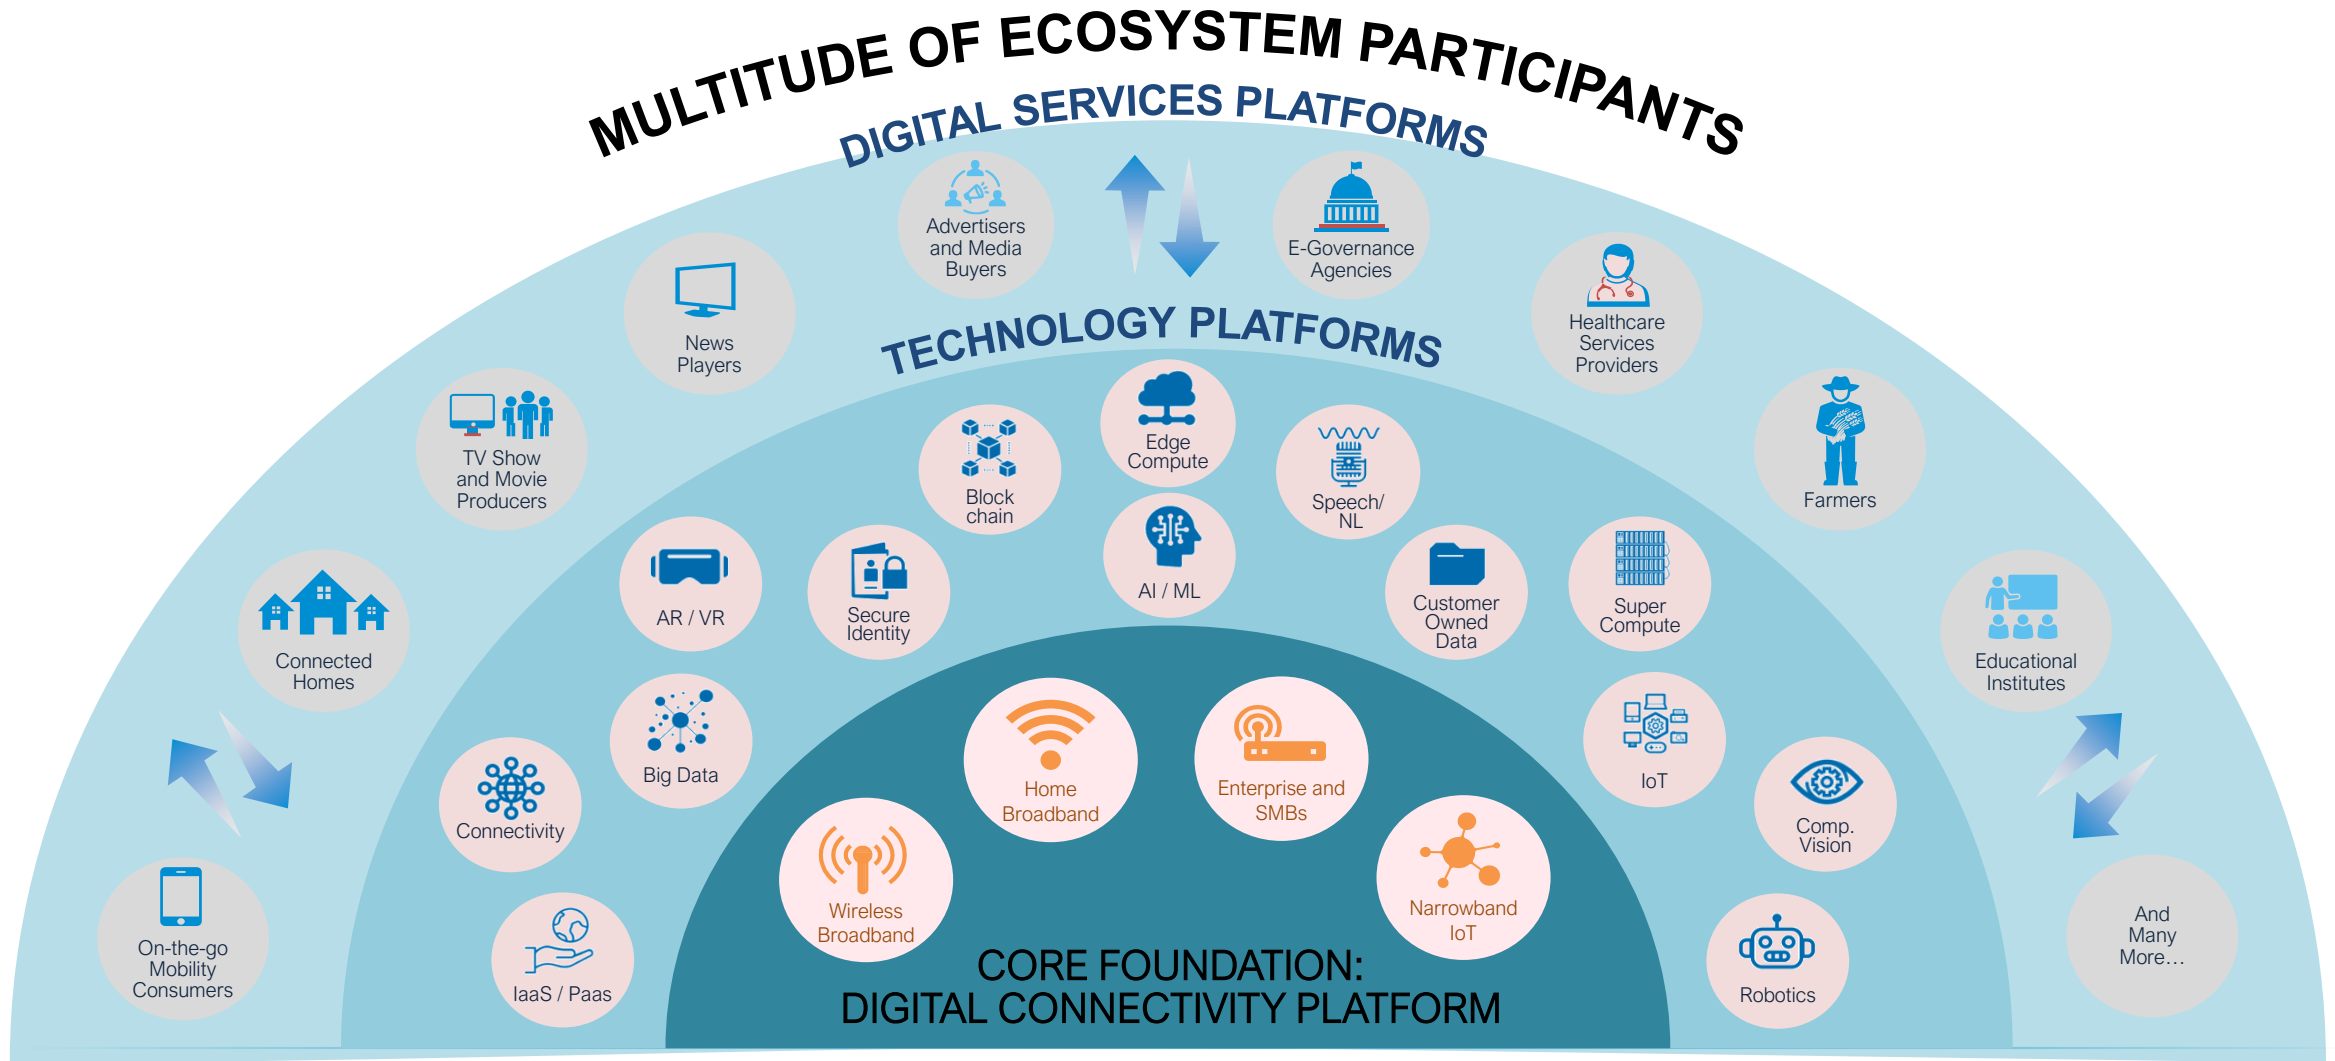 MULTITUDE OF ECOSYSTEM PARTICIPANTS
DIGITAL SERVICES PLATFORMS
Advertisers
and Media
Buyers
E-Governance
Agencies
News
Players
Healthcare
Services
Providers
TV Show
and Movie
Producers
Farmers
Connected
Homes
Educational
Institutes
On-the-go
Mobility
Consumers
And
Many
More...
TECHNOLOGY PLATFORMS
Edge
Compute
Block
chain
Speech/
NL
AI / ML
AR / VR
Secure
Identity
Customer
Owned
Data
Super
Compute
Big Data
IoT
Connectivity
Comp.
Vision
IaaS / Paas
Robotics
Home
Broadband
Enterprise and
SMBs
Wireless
Broadband
Narrowband
IoT
CORE FOUNDATION:
DIGITAL CONNECTIVITY PLATFORM